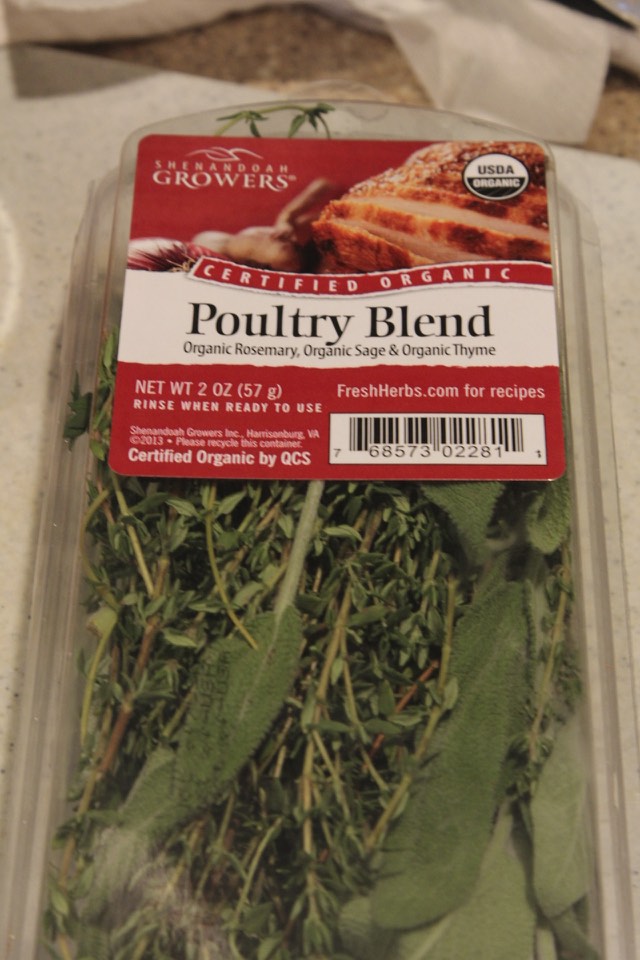 SHENANDOAH
GROWERS®
USDA
ORGANIC
CERTIFIED ORGANIC
Poultry Blend
Organic Rosemary, Organic Sage & Organic Thyme
NET WT 2 OZ (57 g)
RINSE WHEN READY TO USE
FreshHerbs.com for recipes
Shenandoah Growers Inc., Harrisonburg, VA
©2013 • Please recycle this container.
Certified Organic by QCS
7 68573 02281 1